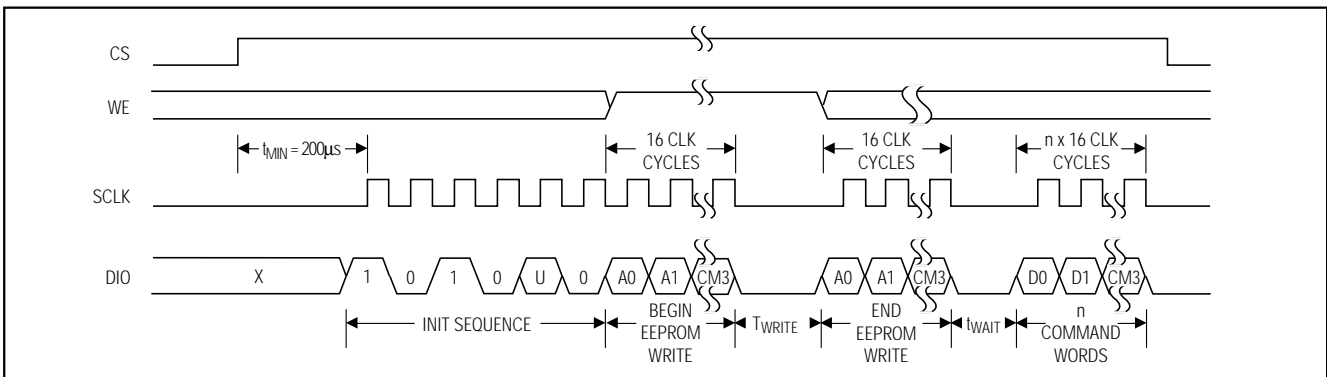 CS
WE
tMIN = 200µs
16 CLK
CYCLES
16 CLK
CYCLES
n x 16 CLK
CYCLES
SCLK
DIO
X 1 0 1 0 U 0 A0 A1 CM3 A0 A1 CM3 D0 D1 CM3
INIT SEQUENCE
BEGIN
EEPROM
WRITE
TWRITE
END
EEPROM
WRITE
tWAIT
n
COMMAND
WORDS